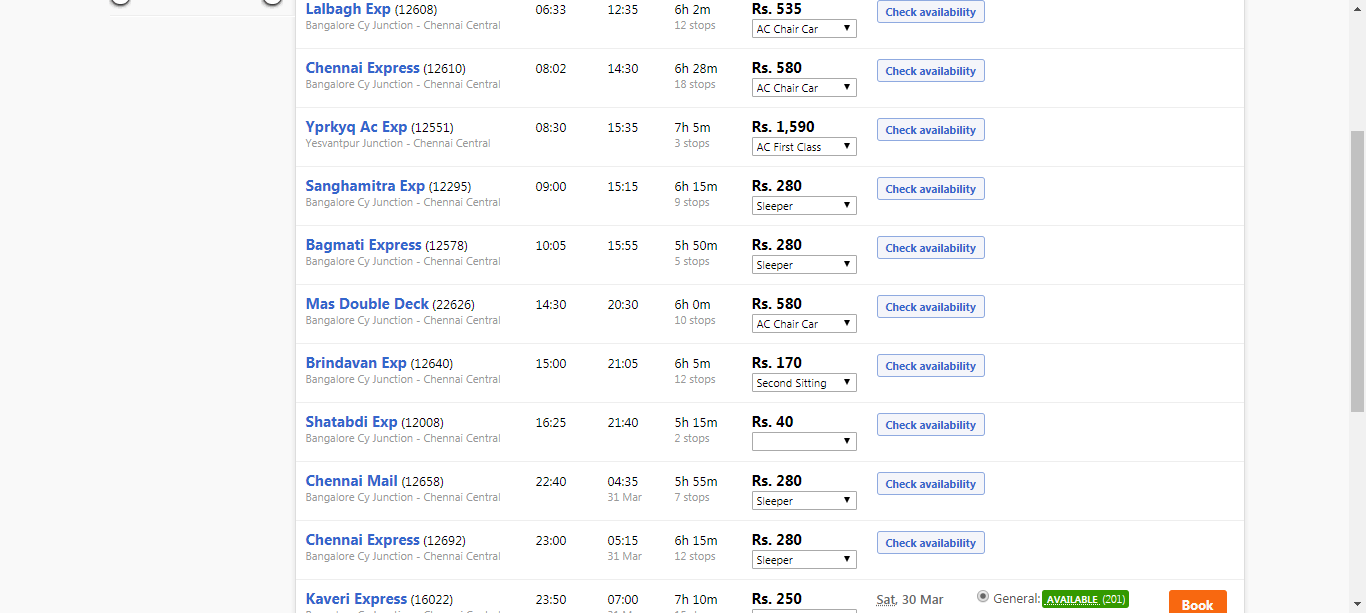 Lalbagh Exp (12608) 06:33 12:35 6h 2m Rs. 535 Check availability
Bangalore Cy Junction - Chennai Central 12 stops AC Chair Car
Chennai Express (12610) 08:02 14:30 6h 28m Rs. 580 Check availability
Bangalore Cy Junction - Chennai Central 18 stops AC Chair Car
Yprkyq Ac Exp (12551) 08:30 15:35 7h 5m Rs. 1,590 Check availability
Yesvantpur Junction - Chennai Central 3 stops AC First Class
Sanghamitra Exp (12295) 09:00 15:15 6h 15m Rs. 280 Check availability
Bangalore Cy Junction - Chennai Central 9 stops Sleeper
Bagmati Express (12578) 10:05 15:55 5h 50m Rs. 280 Check availability
Bangalore Cy Junction - Chennai Central 5 stops Sleeper
Mas Double Deck (22626) 14:30 20:30 6h 0m Rs. 580 Check availability
Bangalore Cy Junction - Chennai Central 10 stops AC Chair Car
Brindavan Exp (12640) 15:00 21:05 6h 5m Rs. 170 Check availability
Bangalore Cy Junction - Chennai Central 12 stops Second Sitting
Shatabdi Exp (12008) 16:25 21:40 5h 15m Rs. 40 Check availability
Bangalore Cy Junction - Chennai Central 2 stops
Chennai Mail (12658) 22:40 04:35 5h 55m Rs. 280 Check availability
Bangalore Cy Junction - Chennai Central 31 Mar 7 stops Sleeper
Chennai Express (12692) 23:00 05:15 6h 15m Rs. 280 Check availability
Bangalore Cy Junction - Chennai Central 31 Mar 12 stops Sleeper
Kaveri Express (16022) 23:50 07:00 7h 10m Rs. 250 Sat, 30 Mar General: AVAILABLE (201) Book